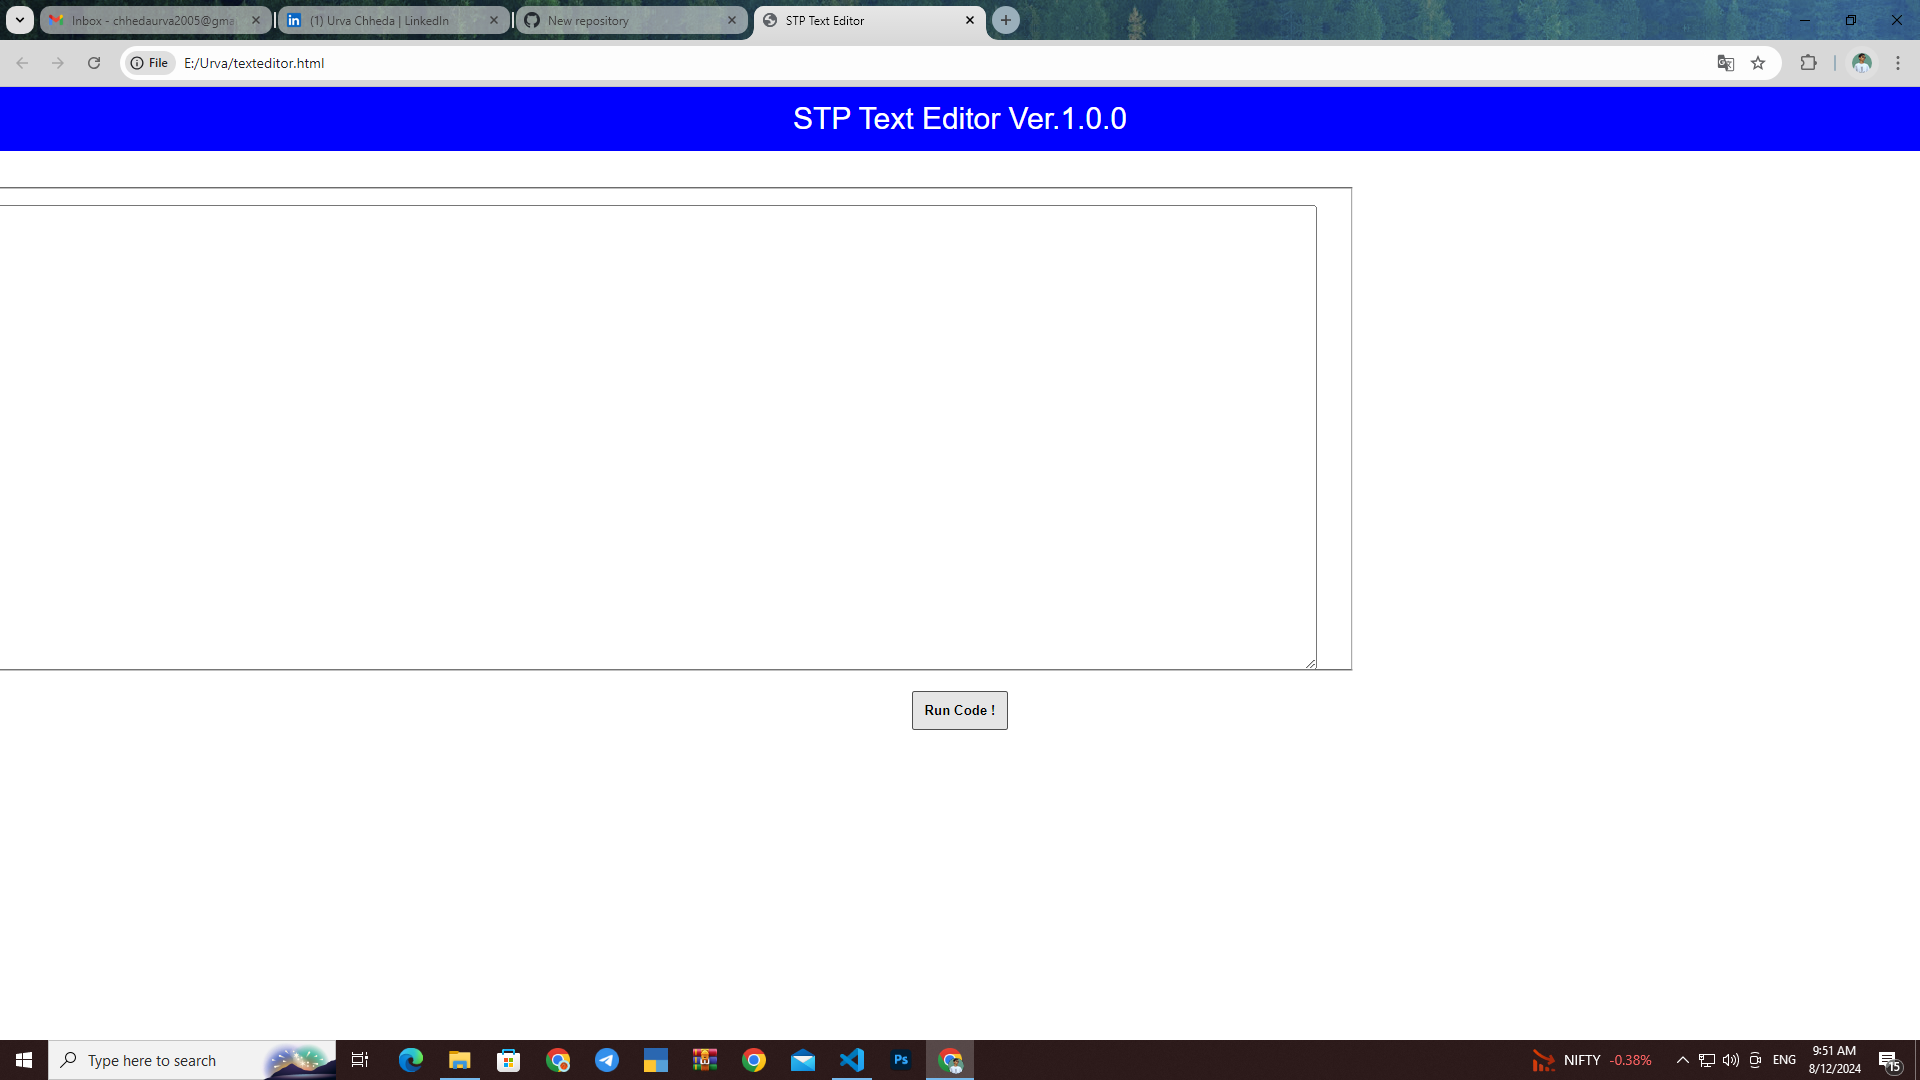 Inbox - chhedaurva2005@gma
(1) Urva Chheda | LinkedIn
New repository
STP Text Editor
File
E:/Urva/texteditor.html
STP Text Editor Ver.1.0.0
Run Code !
Type here to search
Ps
NIFTY -0.38%
ENG
9:51 AM
8/12/2024
15